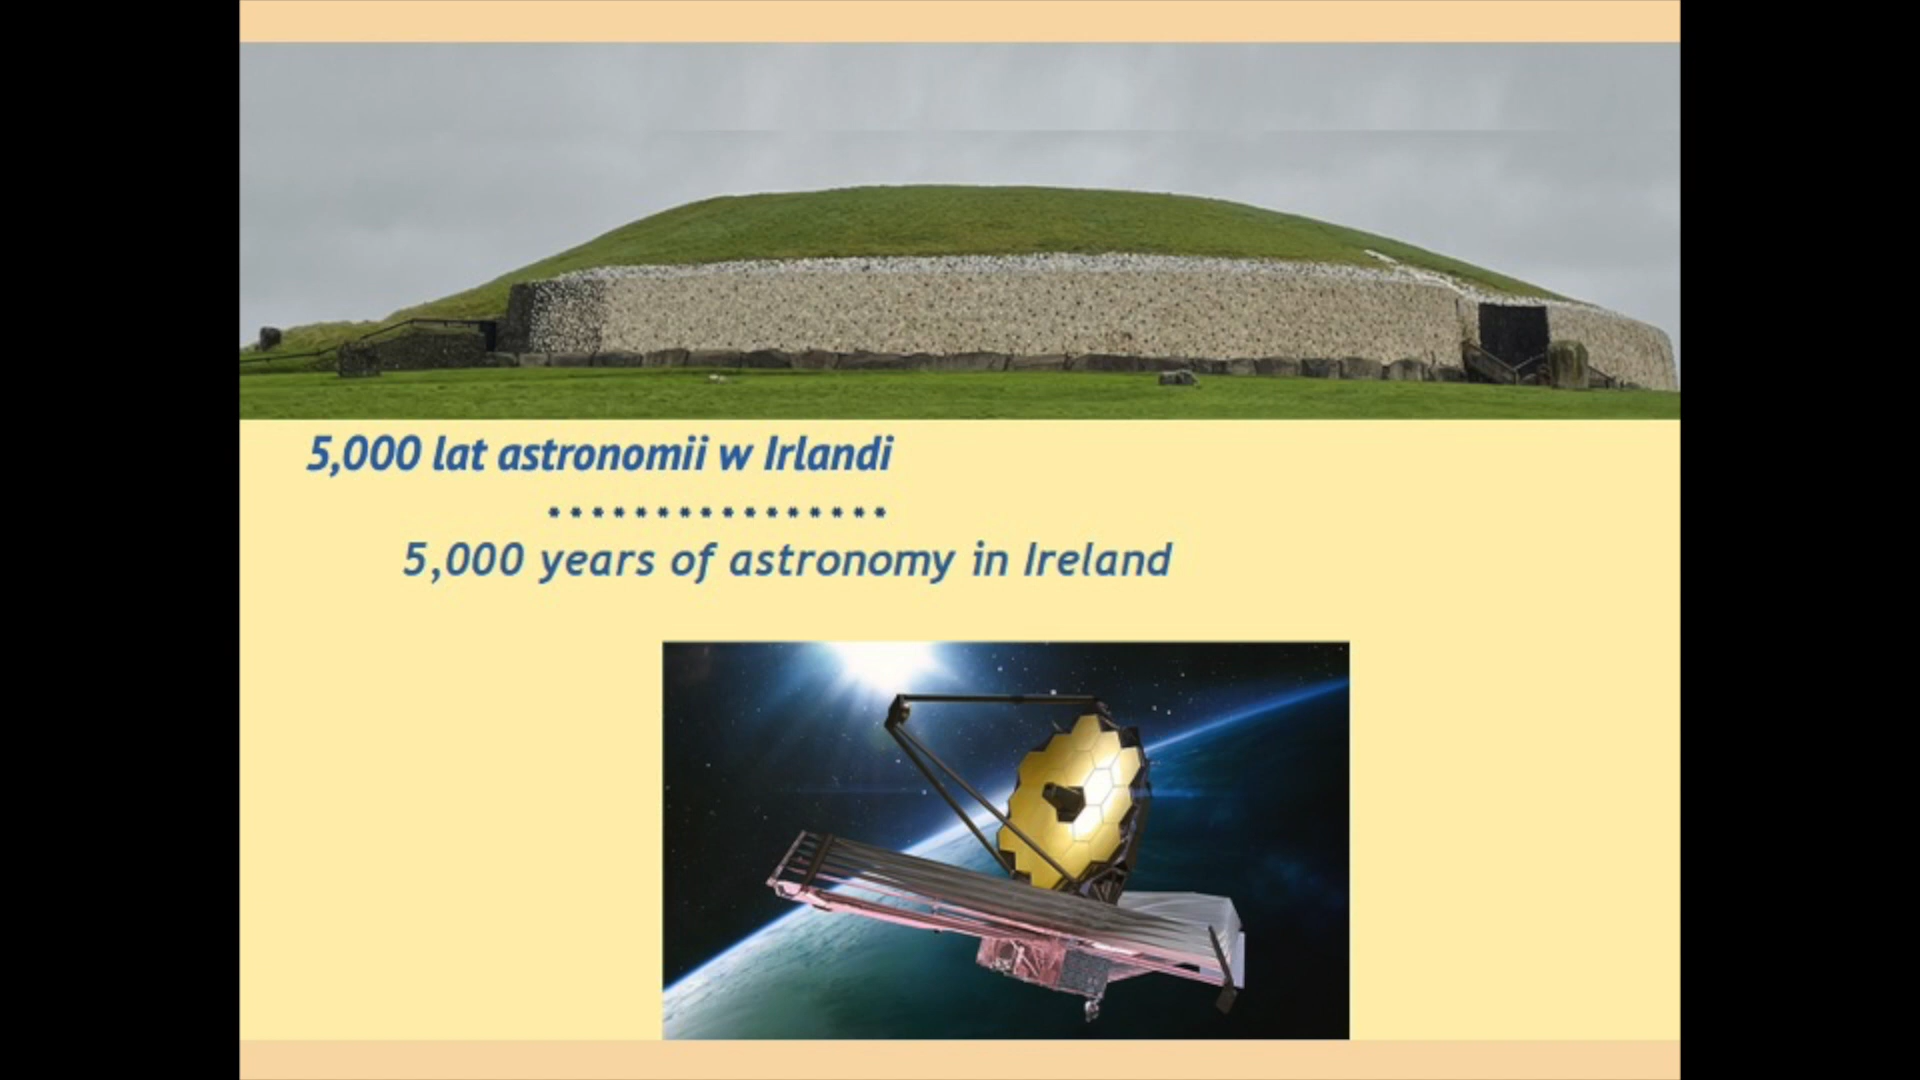 5,000 lat astronomii w Irlandi
****************
5,000 years of astronomy in Ireland